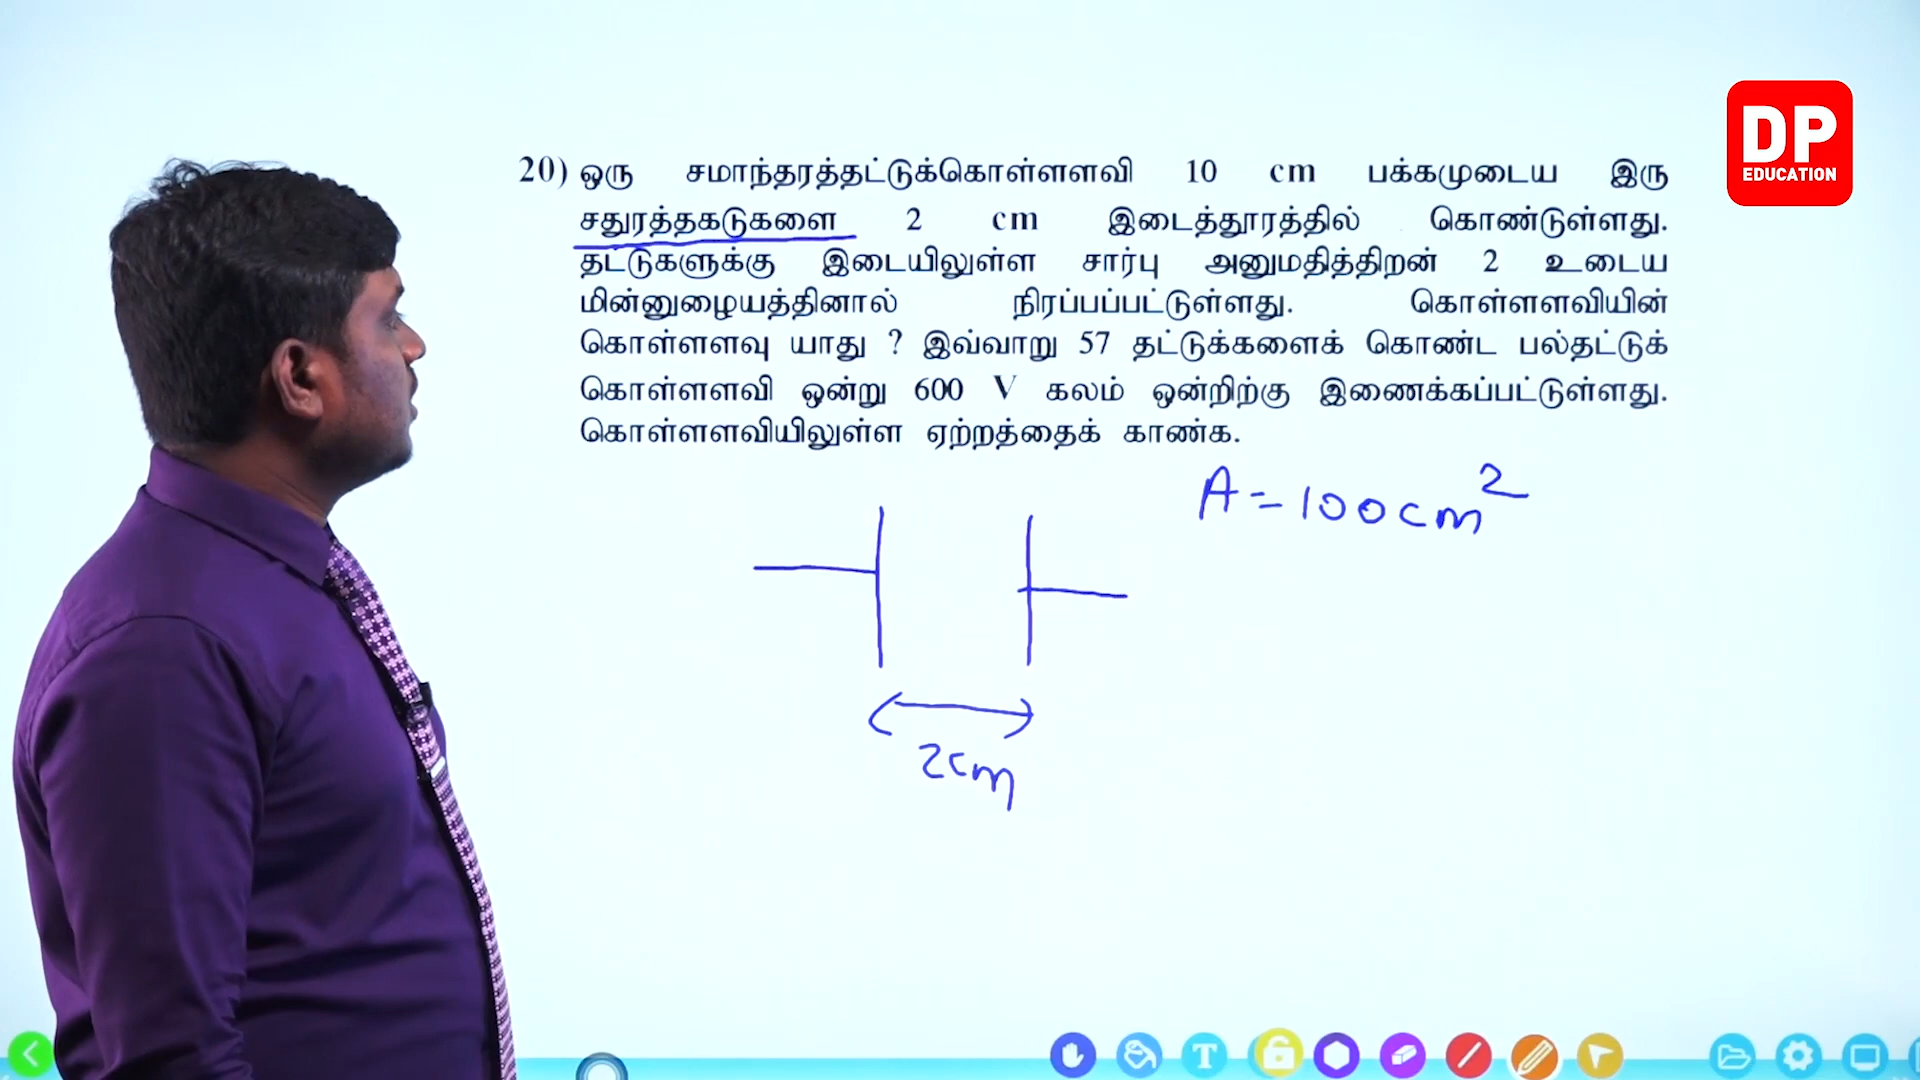 DP
EDUCATION
20) ஒரு சமாந்தரத்தட்டுக்கொள்ளளவி 10 cm பக்கமுடைய இரு
சதுரத்தகடுகளை 2 cm இடைத்தூரத்தில் கொண்டுள்ளது.
தட்டுகளுக்கு இடையிலுள்ள சார்பு அனுமதித்திறன் 2 உடைய
மின்னுழையத்தினால் நிரப்பப்பட்டுள்ளது. கொள்ளளவியின்
கொள்ளளவு யாது ? இவ்வாறு 57 தட்டுக்களைக் கொண்ட பல்தட்டுக்
கொள்ளளவி ஒன்று 600 V கலம் ஒன்றிற்கு இணைக்கப்பட்டுள்ளது.
கொள்ளளவியிலுள்ள ஏற்றத்தைக் காண்க.
A = 100 cm²
2cm
T